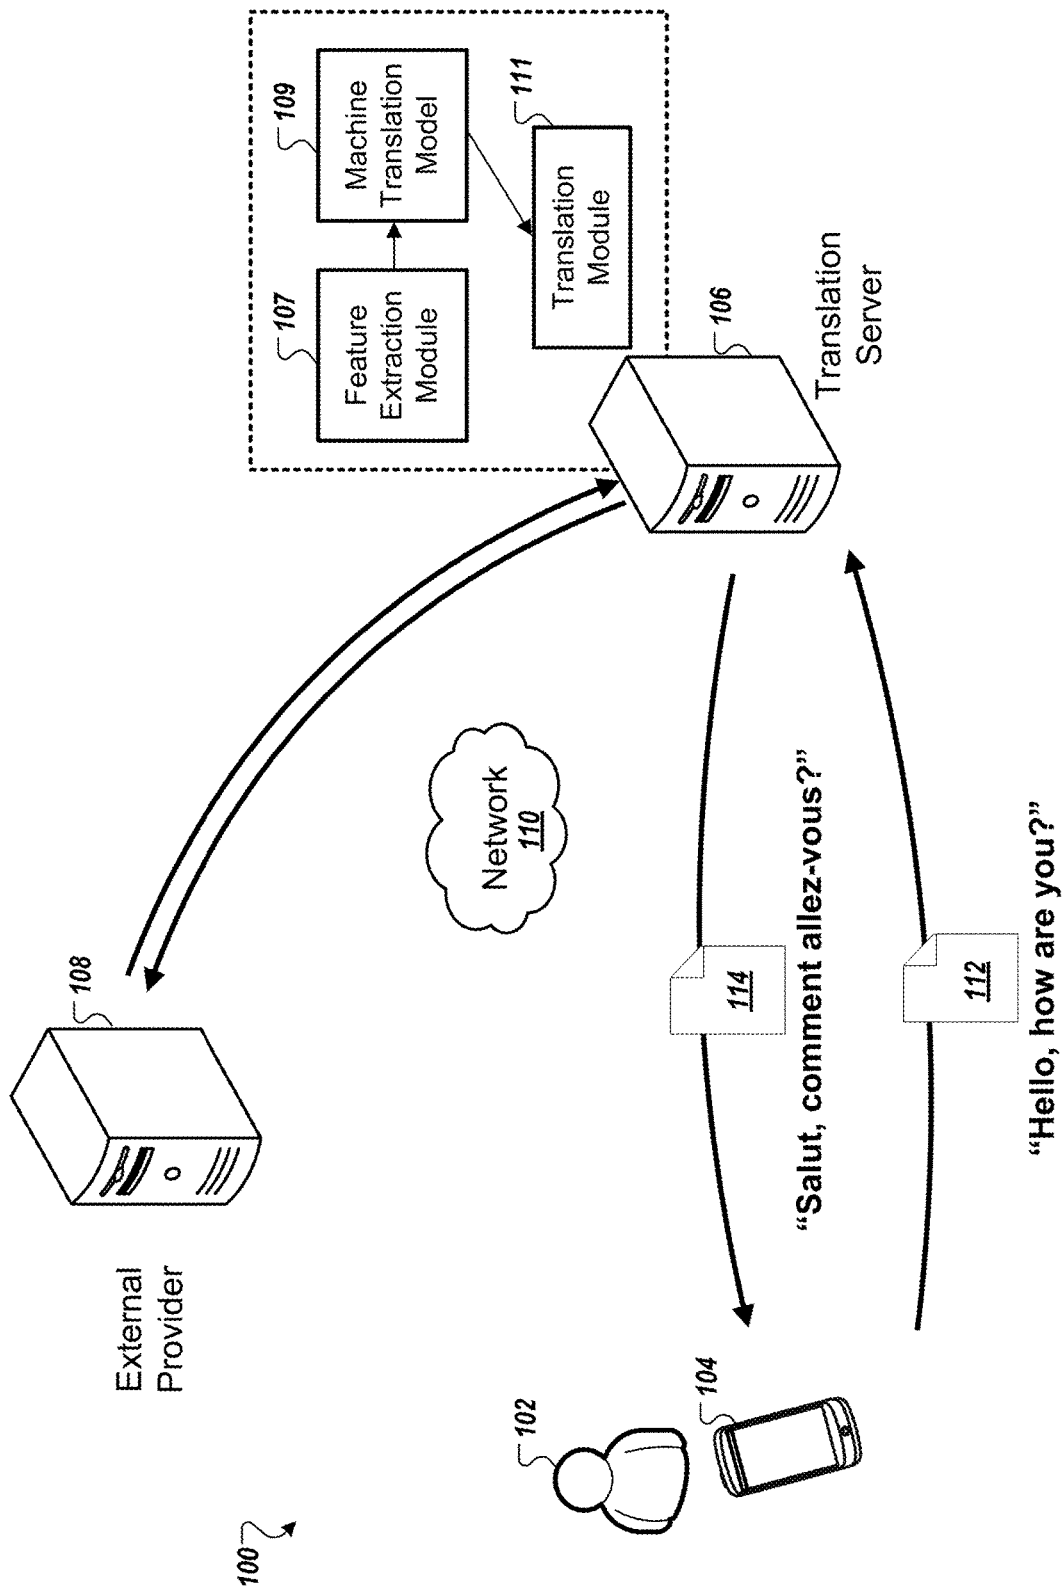 100
External
Provider
108
109
107
Feature
Extraction
Module
Machine
Translation
Model
111
Translation
Module
106
Translation
Server
Network
110
102
104
114
“Salut, comment allez-vous?”
112
“Hello, how are you?”